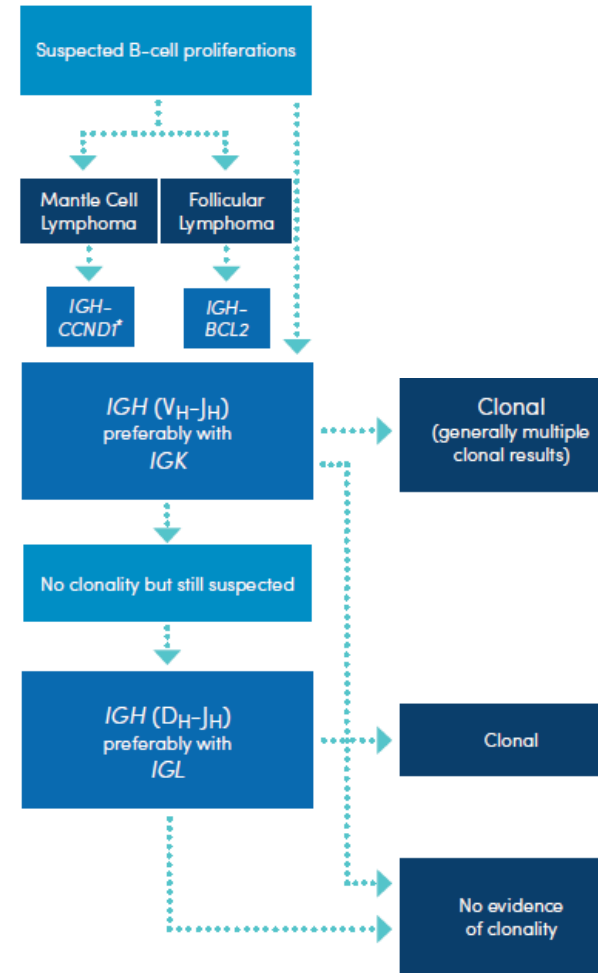 Suspected B-cell proliferations
Mantle Cell
Lymphoma
Follicular
Lymphoma
IGH-
CCND1*
IGH-
BCL2
IGH (VH-JH)
preferably with
IGK
Clonal
(generally multiple
clonal results)
No clonality but still suspected
IGH (DH-JH)
preferably with
IGL
Clonal
No evidence
of clonality